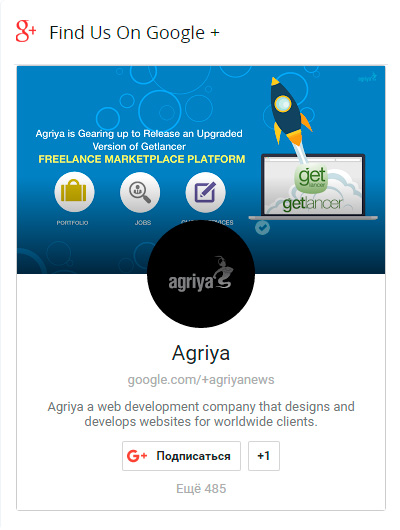 Find Us On Google +
Agriya is Gearing up to Release an Upgraded
Version of Getlancer
FREELANCE MARKETPLACE PLATFORM
get
lancer
getlancer
PORTFOLIO
JOBS
agriya
Agriya
google.com/+agriyanews
Agriya a web development company that designs and
develops websites for worldwide clients.
G+ Подписаться
+1
Ещё 485